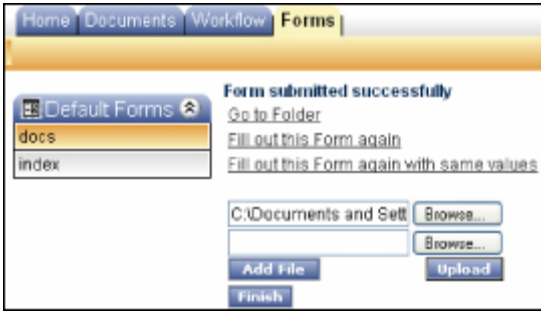 Home Documents Workflow Forms
Form submitted successfully
Default Forms
Go to Folder
docs
Fill out this Form again
index
Fill out this Form again with same values
C:\Documents and Sett Browse...
Browse...
Add File Upload
Finish